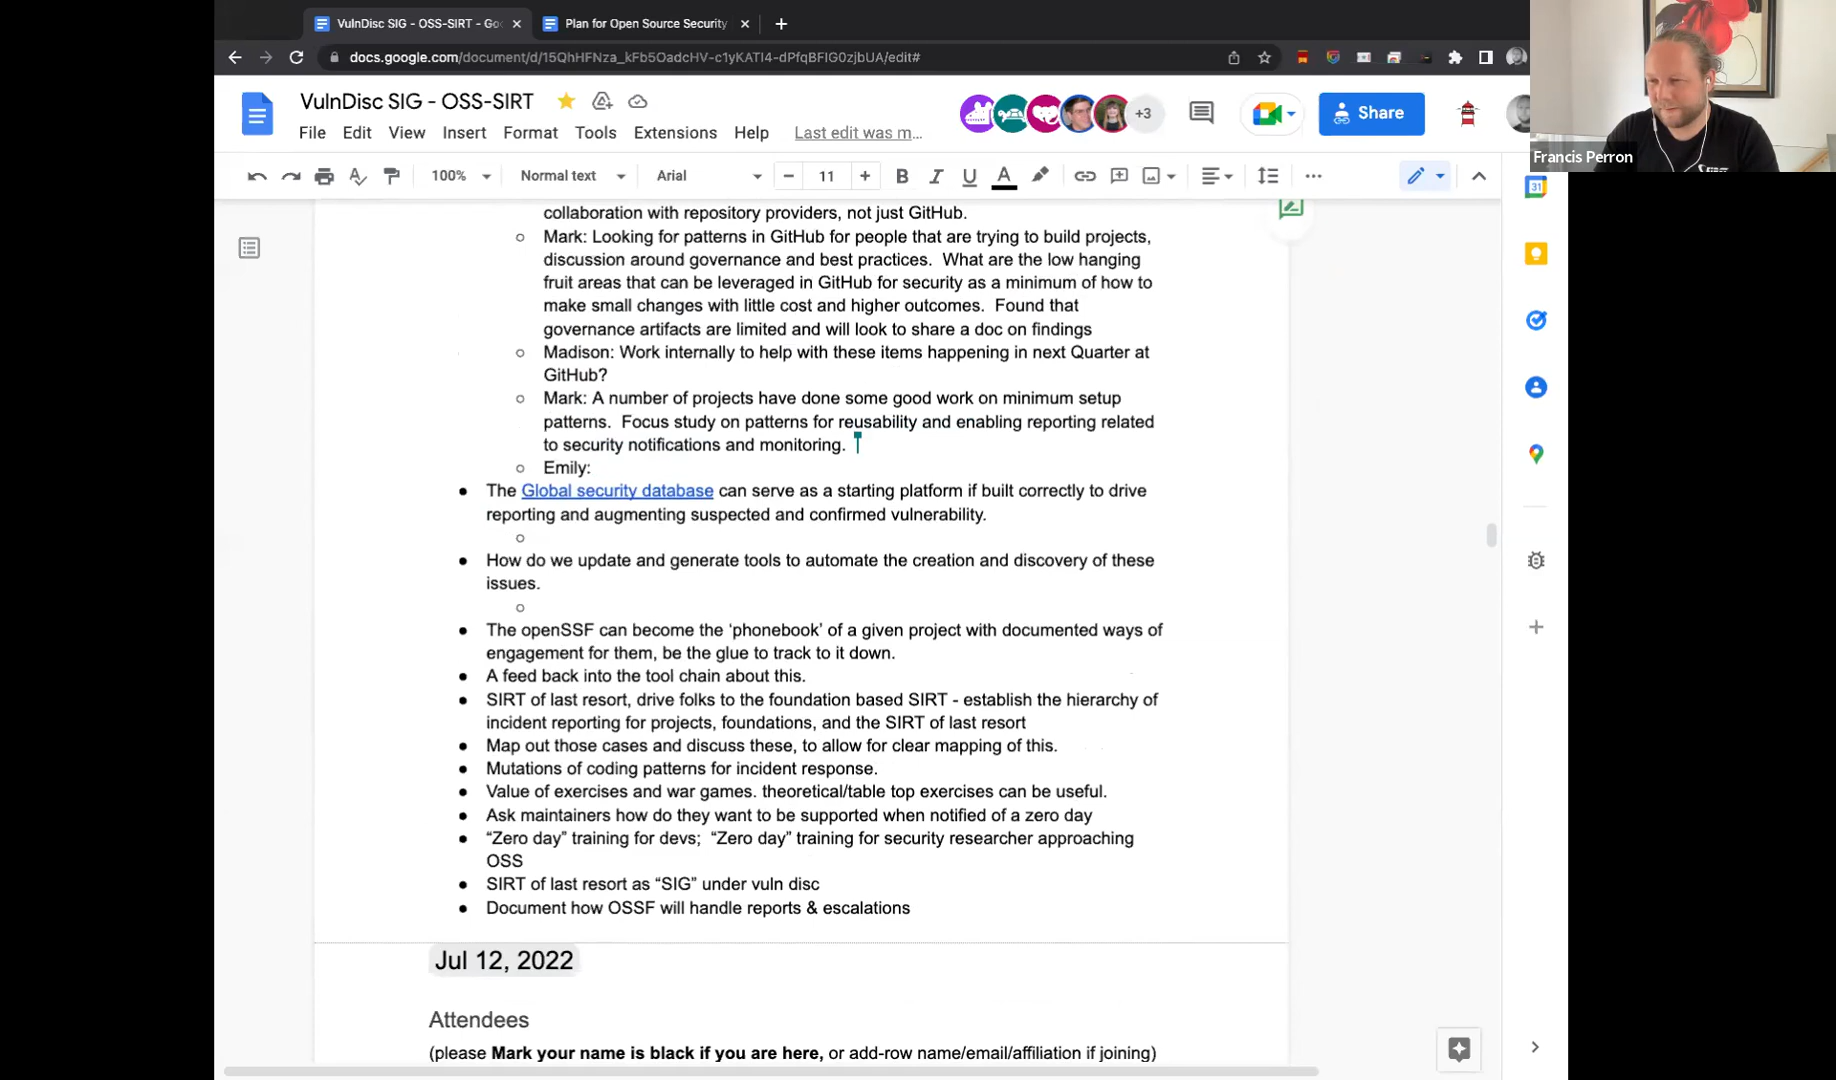 VulnDisc SIG - OSS-SIRT - Goo
Plan for Open Source Security
docs.google.com/document/d/15QhHFNza_kFb5OadcHV-c1yKATI4-dPfqBFIG0zjbUA/edit#
VulnDisc SIG - OSS-SIRT
+3
Share
File Edit View Insert Format Tools Extensions Help Last edit was m...
Francis Perron
100% Normal text Arial 11 B I U A
31
collaboration with repository providers, not just GitHub.
Mark: Looking for patterns in GitHub for people that are trying to build projects,
discussion around governance and best practices. What are the low hanging
fruit areas that can be leveraged in GitHub for security as a minimum of how to
make small changes with little cost and higher outcomes. Found that
governance artifacts are limited and will look to share a doc on findings
Madison: Work internally to help with these items happening in next Quarter at
GitHub?
Mark: A number of projects have done some good work on minimum setup
patterns. Focus study on patterns for reusability and enabling reporting related
to security notifications and monitoring.
Emily:
The Global security database can serve as a starting platform if built correctly to drive
reporting and augmenting suspected and confirmed vulnerability.
How do we update and generate tools to automate the creation and discovery of these
issues.
The openSSF can become the ‘phonebook’ of a given project with documented ways of
engagement for them, be the glue to track to it down.
A feed back into the tool chain about this.
SIRT of last resort, drive folks to the foundation based SIRT - establish the hierarchy of
incident reporting for projects, foundations, and the SIRT of last resort
Map out those cases and discuss these, to allow for clear mapping of this.
Mutations of coding patterns for incident response.
Value of exercises and war games. theoretical/table top exercises can be useful.
Ask maintainers how do they want to be supported when notified of a zero day
“Zero day” training for devs; “Zero day” training for security researcher approaching
OSS
SIRT of last resort as “SIG” under vuln disc
Document how OSSF will handle reports & escalations
Jul 12, 2022
Attendees
(please Mark your name is black if you are here, or add-row name/email/affiliation if joining)